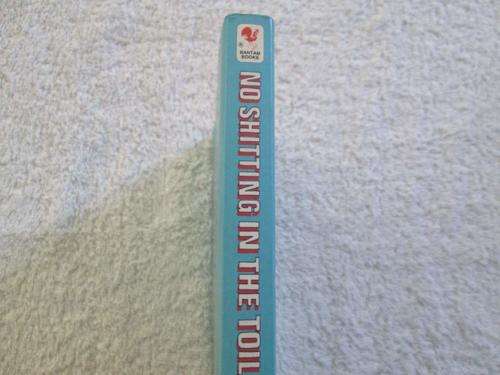 BANTAM
BOOKS
NO SHITTING IN THE TOIL